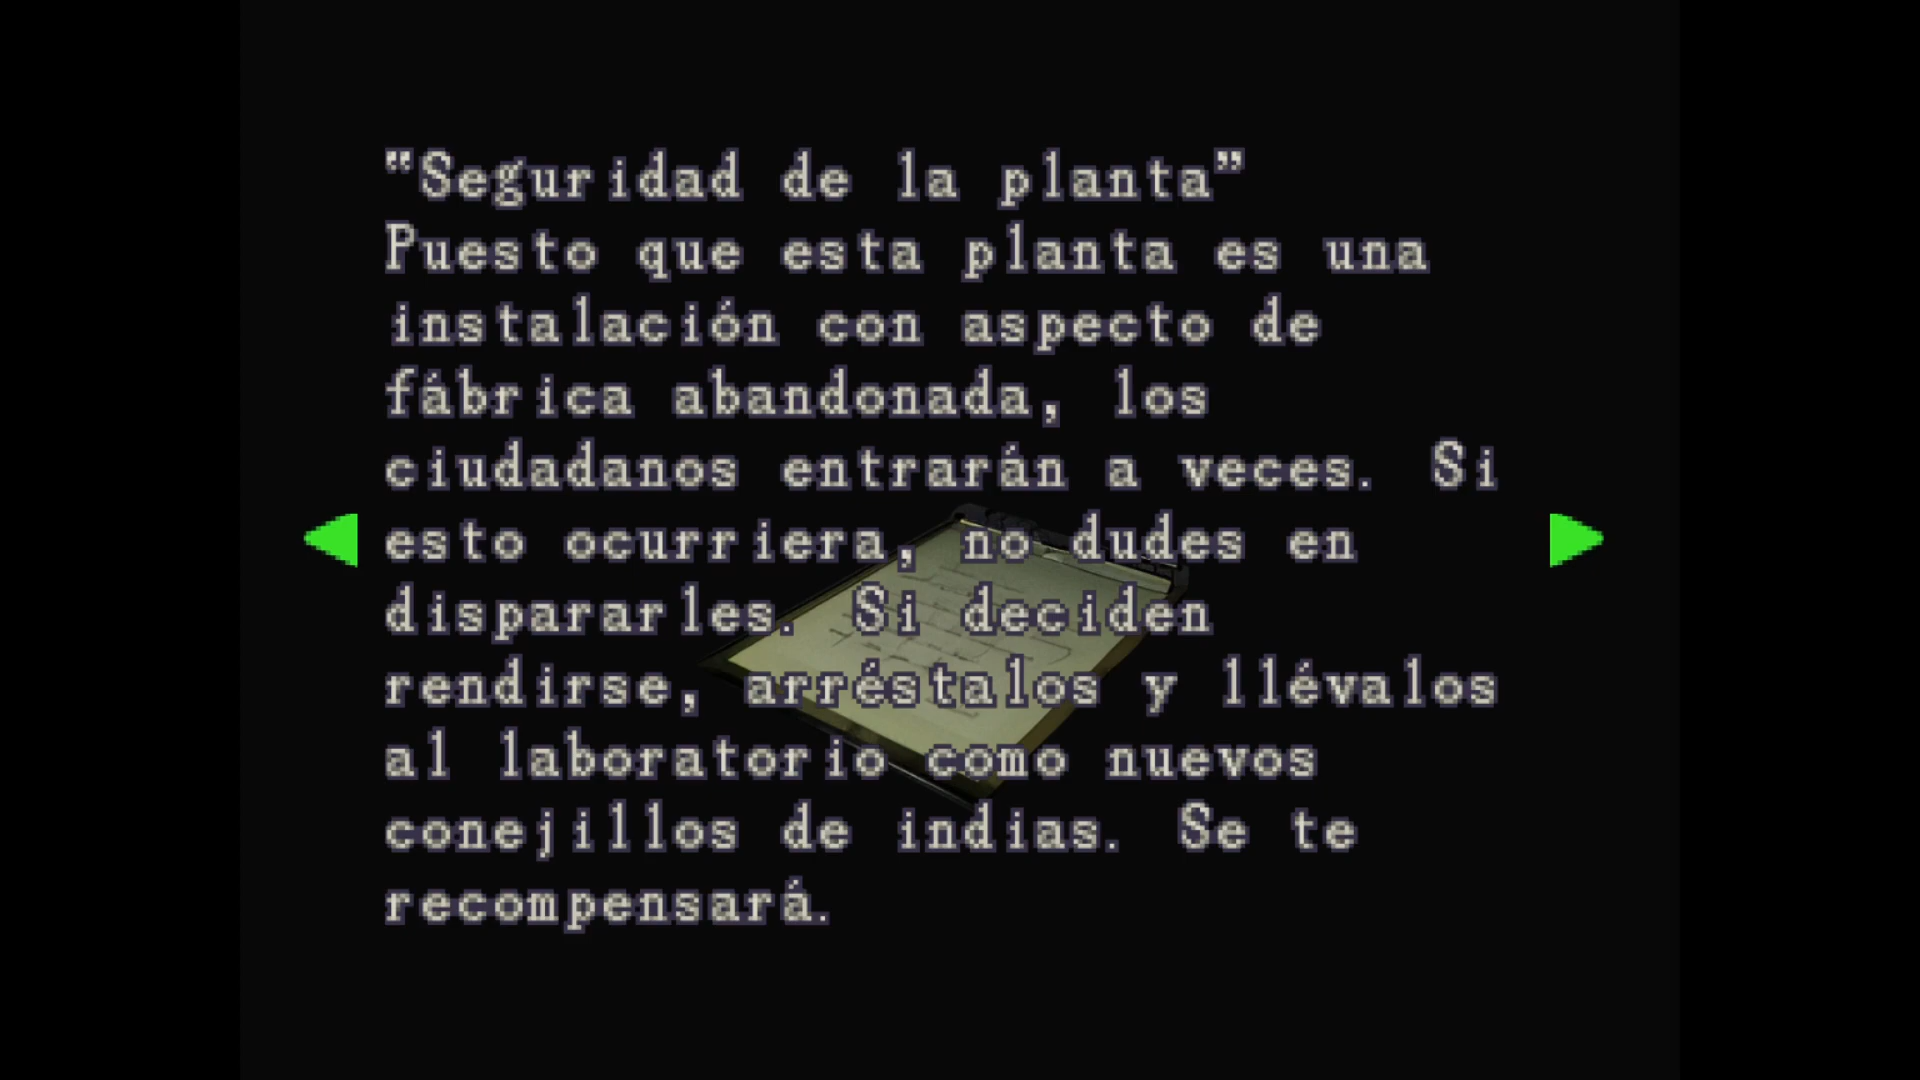 "Seguridad de la planta"
Puesto que esta planta es una
instalación con aspecto de
fábrica abandonada, los
ciudadanos entrarán a veces. Si
esto ocurriera, no dudes en
dispararles. Si deciden
rendirse, arréstalos y llévalos
al laboratorio como nuevos
conejillos de indias. Se te
recompensará.